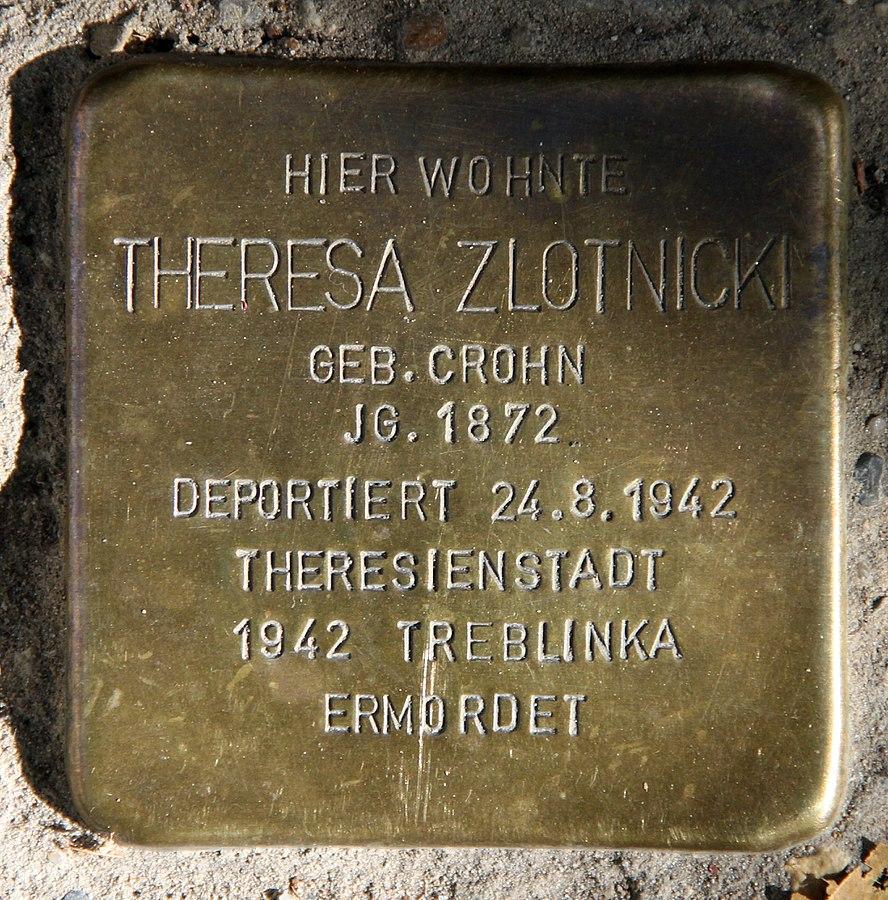 HIER WOHNTE
THERESA ZLOTNICKI
GEB. CROHN
JG. 1872
DEPORTIERT 24.8.1942
THERESIENSTADT
1942 TREBLINKA
ERMORDET